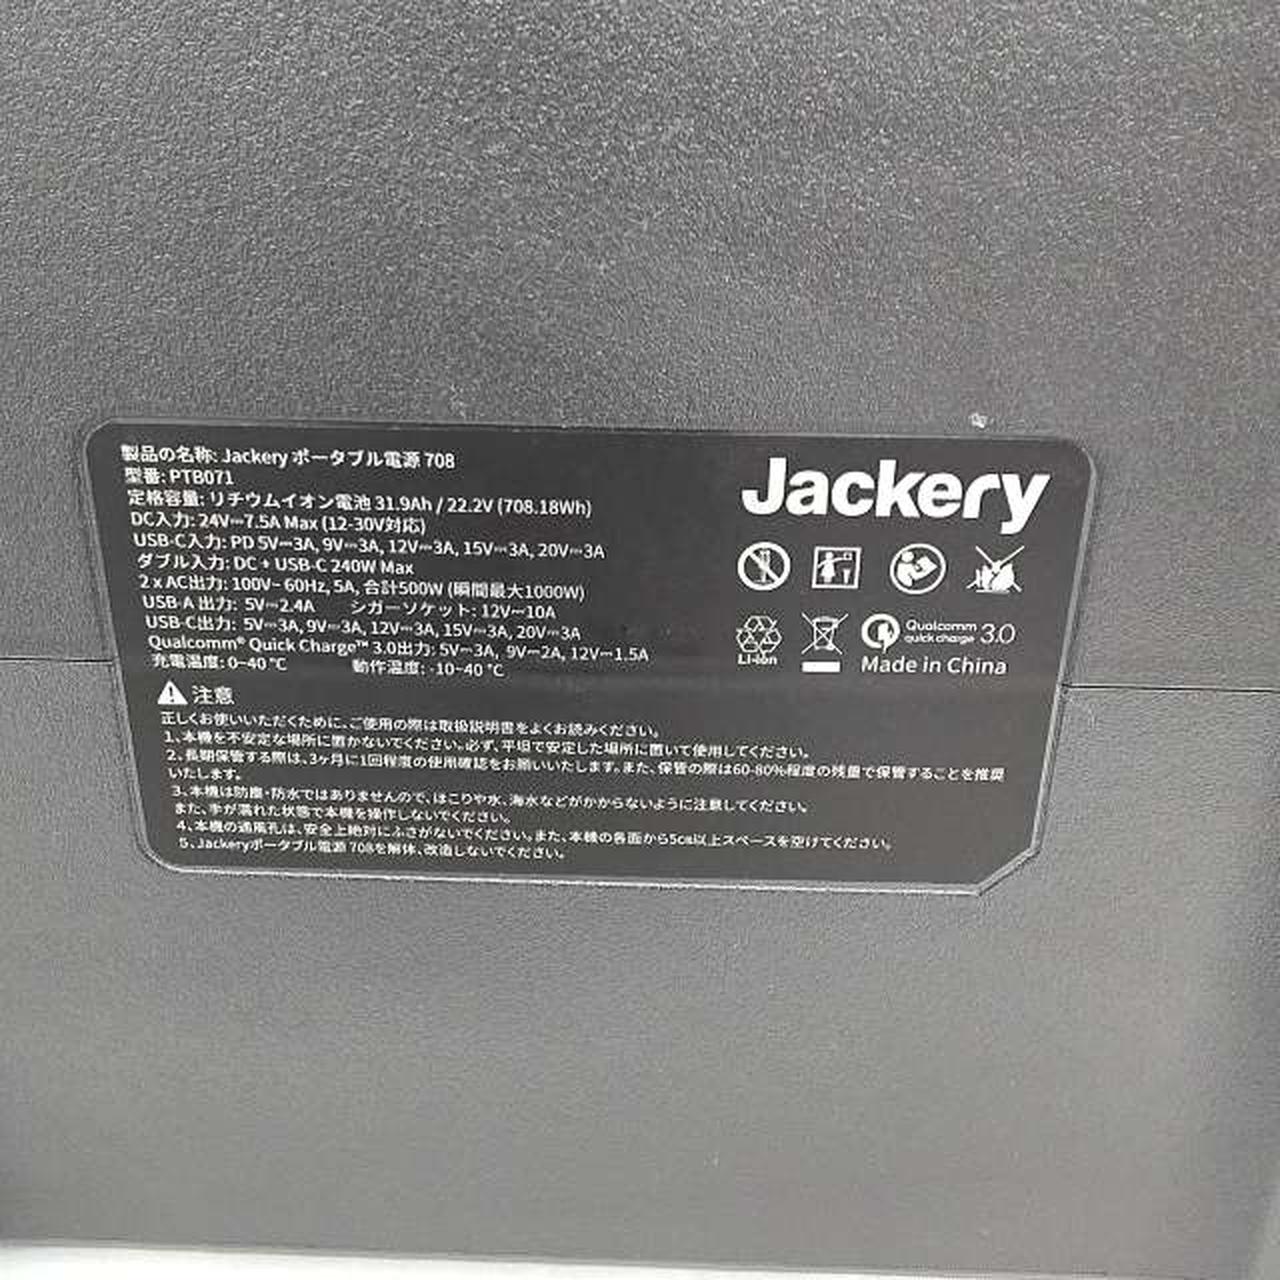 製品の名称: Jackery ポータブル電源 708
型番: PTB071
定格容量: リチウムイオン電池 31.9Ah / 22.2V (708.18Wh)
DC入力: 24V⎓7.5A Max (12-30V対応)
USB-C入力: PD 5V⎓3A, 9V⎓3A, 12V⎓3A, 15V⎓3A, 20V⎓3A
ダブル入力: DC + USB-C 240W Max
2 x AC出力: 100V~ 60Hz, 5A, 合計500W (瞬間最大1000W)
USB-A 出力: 5V⎓2.4A シガーソケット: 12V⎓10A
USB-C出力: 5V⎓3A, 9V⎓3A, 12V⎓3A, 15V⎓3A, 20V⎓3A
Qualcomm® Quick Charge™ 3.0出力: 5V⎓3A, 9V⎓2A, 12V⎓1.5A
充電温度: 0~40 °C 動作温度: -10~40 °C
注意
正しくお使いいただくために、ご使用の際は取扱説明書をよくお読みください。
1、本機を不安定な場所に置かないでください。必ず、平坦で安定した場所に置いて使用してください。
2、長期保管する際は、3ヶ月に1回程度の使用確認をお願いいたします。また、保管の際は60-80%程度の残量で保管することを推奨
いたします。
3、本機は防塵・防水ではありませんので、ほこりや水、海水などがかからないように注意してください。
また、手が濡れた状態で本機を操作しないでください。
4、本機の通風孔は、安全上絶対にふさがないでください。また、本機の各面から5cm以上スペースを空けてください。
5、Jackeryポータブル電源 708を解体、改造しないでください。
Jackery
Li-ion
Qualcomm
quick charge 3.0
Made in China